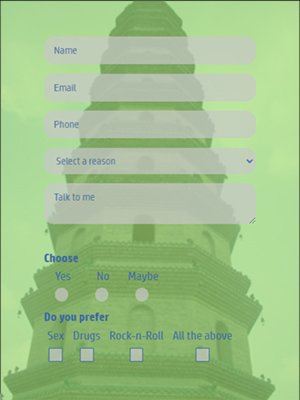 Name
Email
Phone
Select a reason
Talk to me
Choose
Yes No Maybe
Do you prefer
Sex Drugs Rock-n-Roll All the above